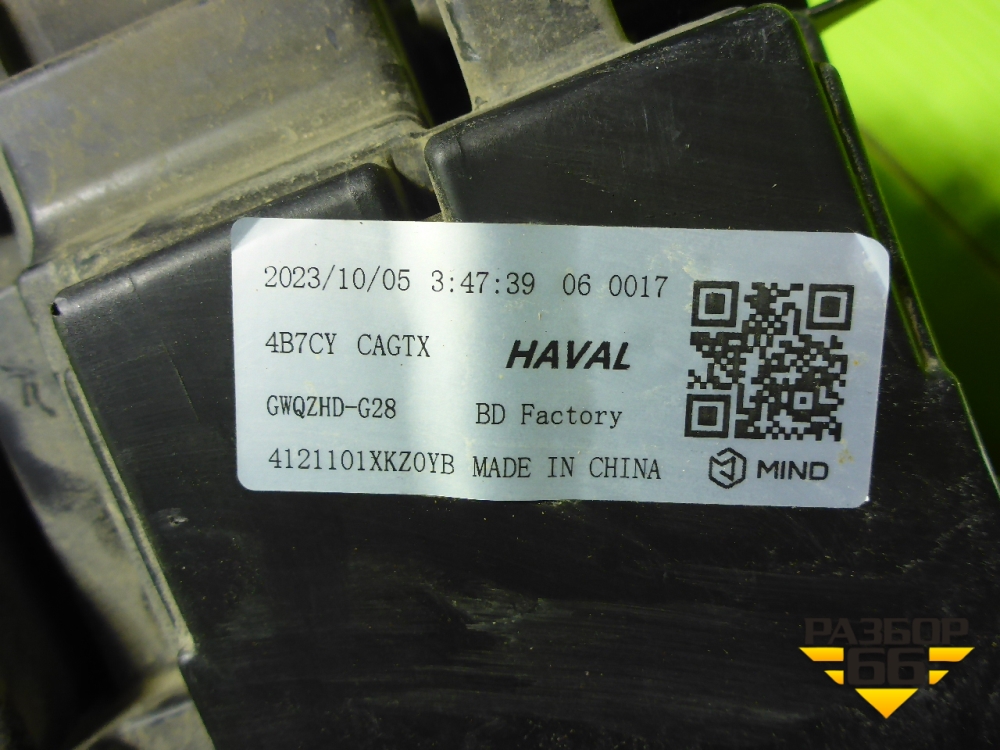 2023/10/05 3:47:39 06 0017
4B7CY CAGTX HAVAL
GWQZHD-G28 BD Factory
4121101XKZ0YB MADE IN CHINA MIND
РАЗБОР
66